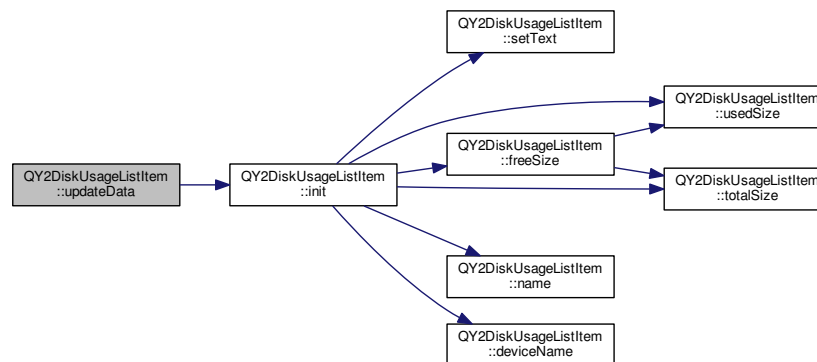 QY2DiskUsageListItem
::updateData
QY2DiskUsageListItem
::init
QY2DiskUsageListItem
::setText
QY2DiskUsageListItem
::freeSize
QY2DiskUsageListItem
::name
QY2DiskUsageListItem
::deviceName
QY2DiskUsageListItem
::usedSize
QY2DiskUsageListItem
::totalSize